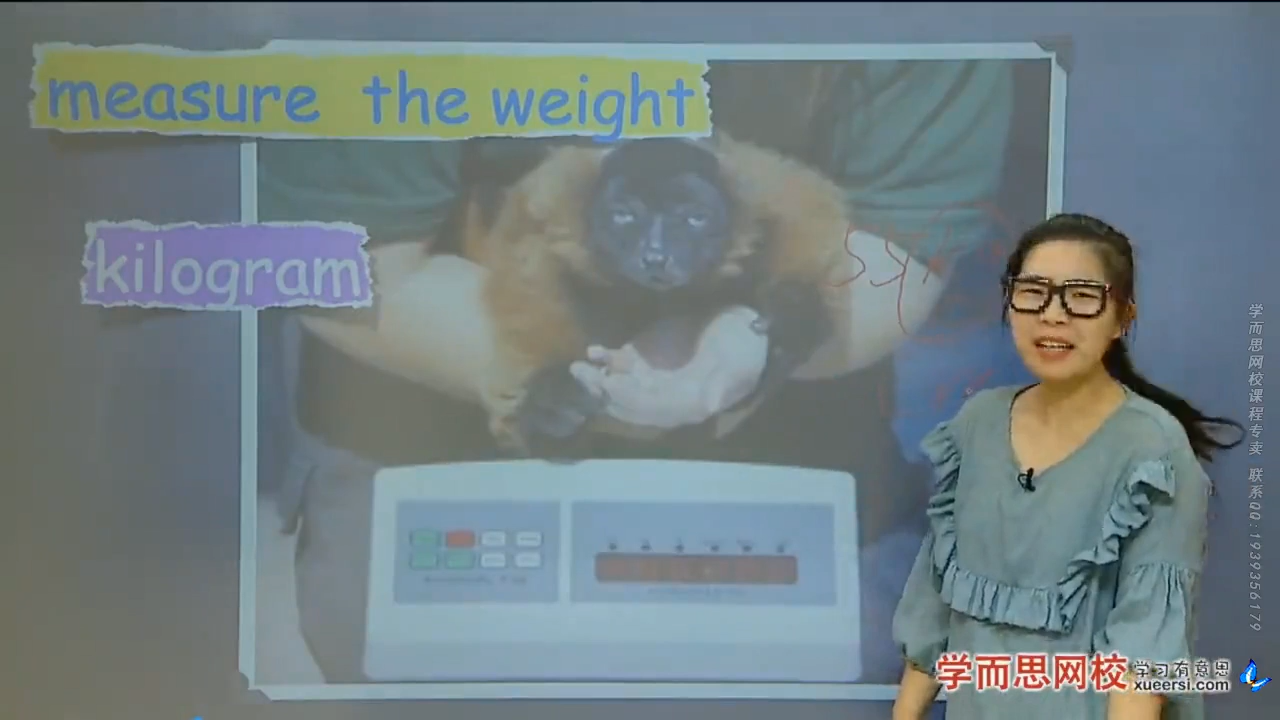 measure the weight
kilogram
学而思网校
学习有意思
xueersi.com
学而思网校课程专卖 联系QQ:1939356179